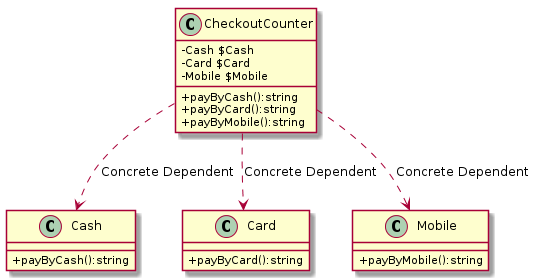 C CheckoutCounter
-Cash $Cash
-Card $Card
-Mobile $Mobile
+payByCash():string
+payByCard():string
+payByMobile():string
Concrete Dependent
Concrete Dependent
Concrete Dependent
C Cash
+payByCash():string
C Card
+payByCard():string
C Mobile
+payByMobile():string